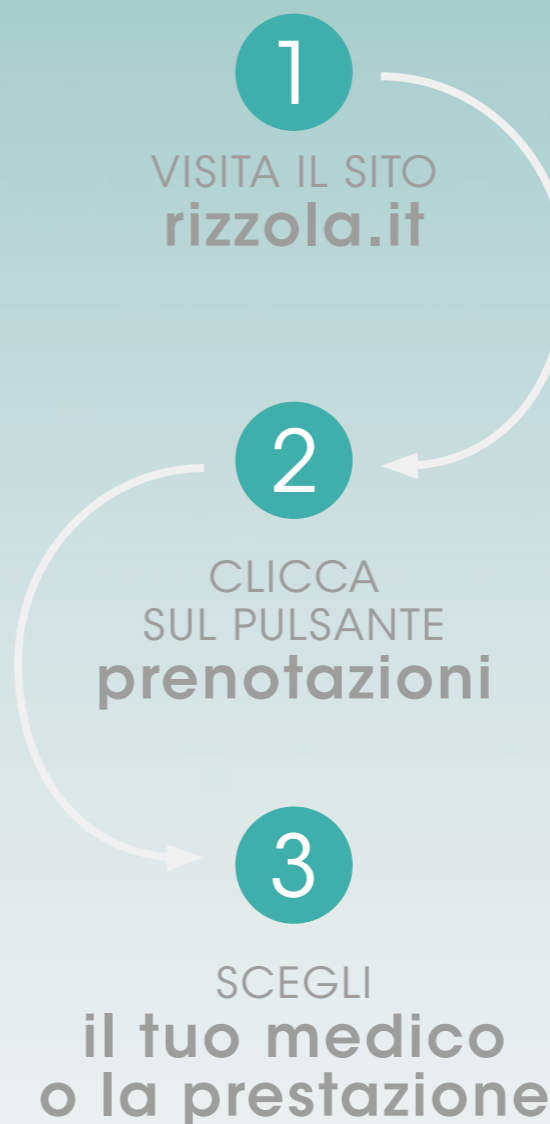 1
VISITA IL SITO
rizzola.it
2
CLICCA
SUL PULSANTE
prenotazioni
3
SCEGLI
il tuo medico
o la prestazione